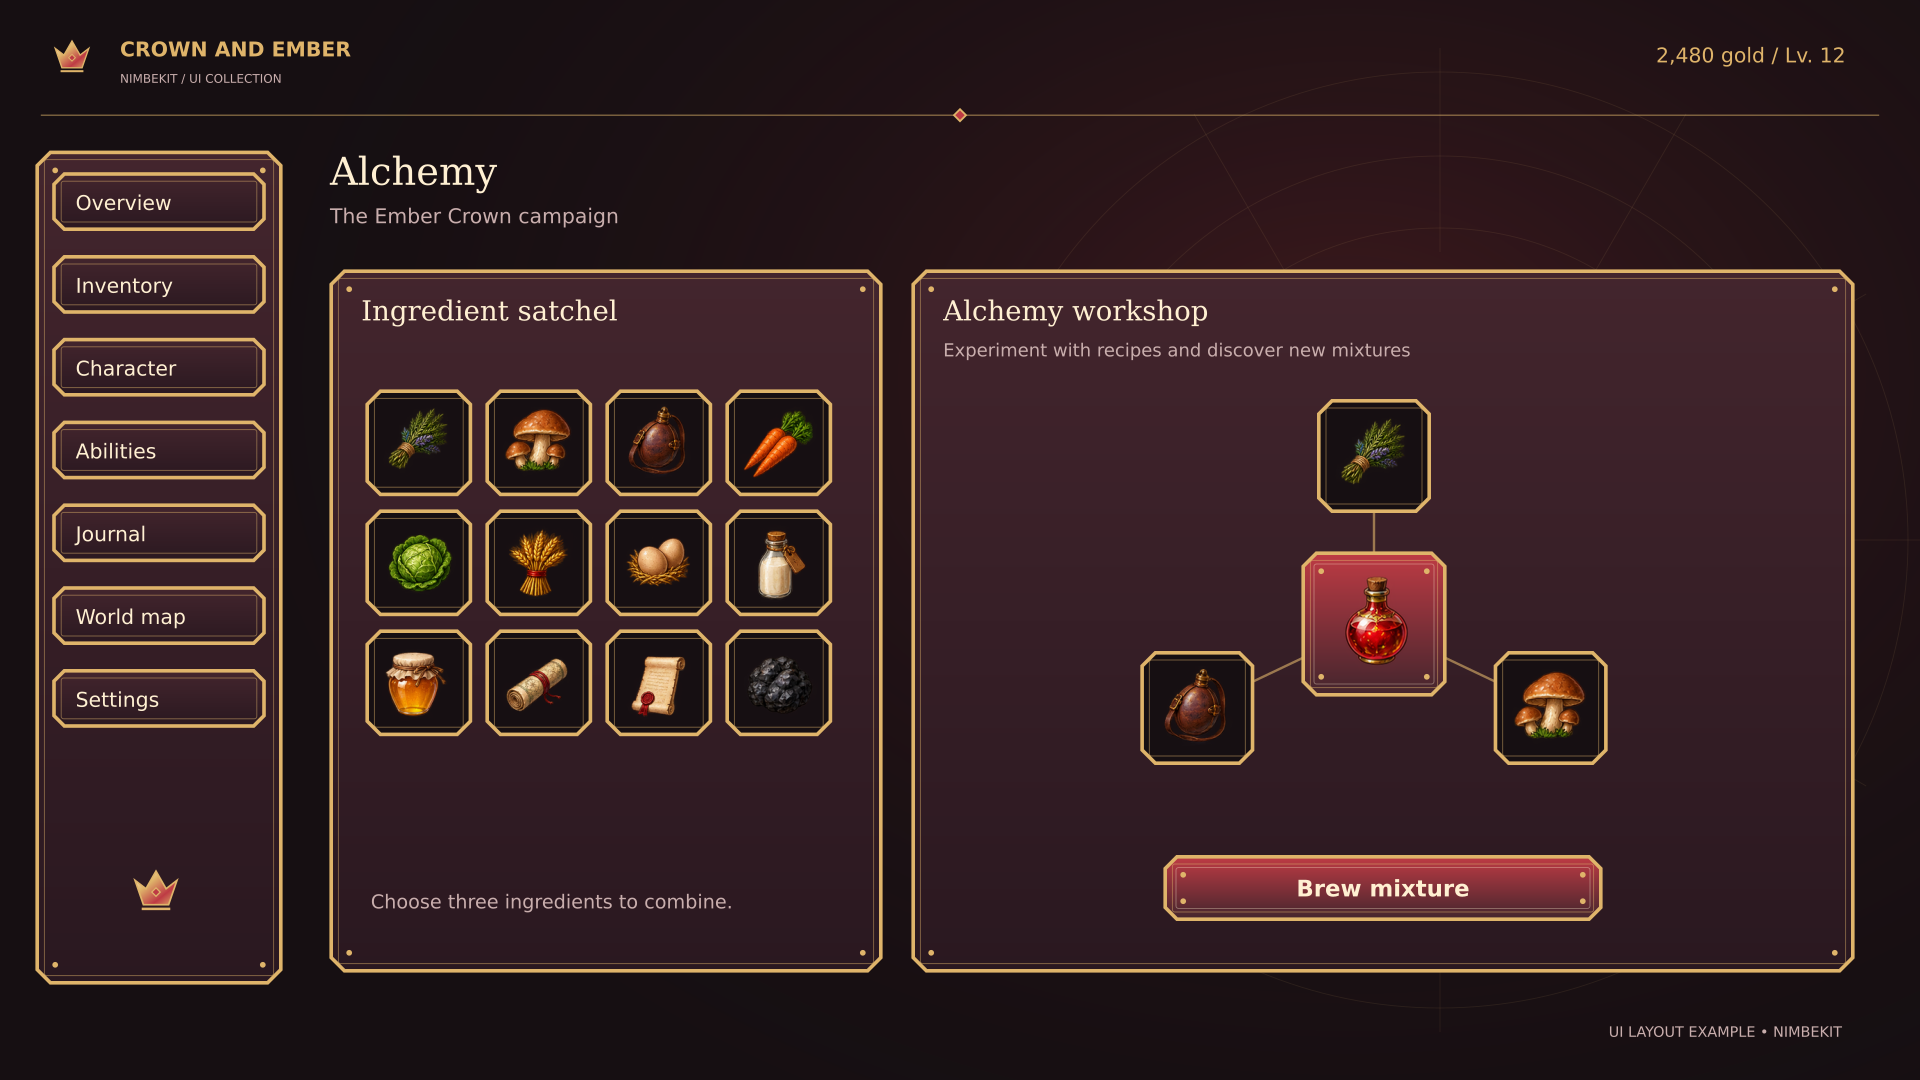 CROWN AND EMBER
NIMBEKIT / UI COLLECTION
2,480 gold / Lv. 12
Overview
Inventory
Character
Abilities
Journal
World map
Settings
Alchemy
The Ember Crown campaign
Ingredient satchel
Choose three ingredients to combine.
Alchemy workshop
Experiment with recipes and discover new mixtures
Brew mixture
UI LAYOUT EXAMPLE • NIMBEKIT